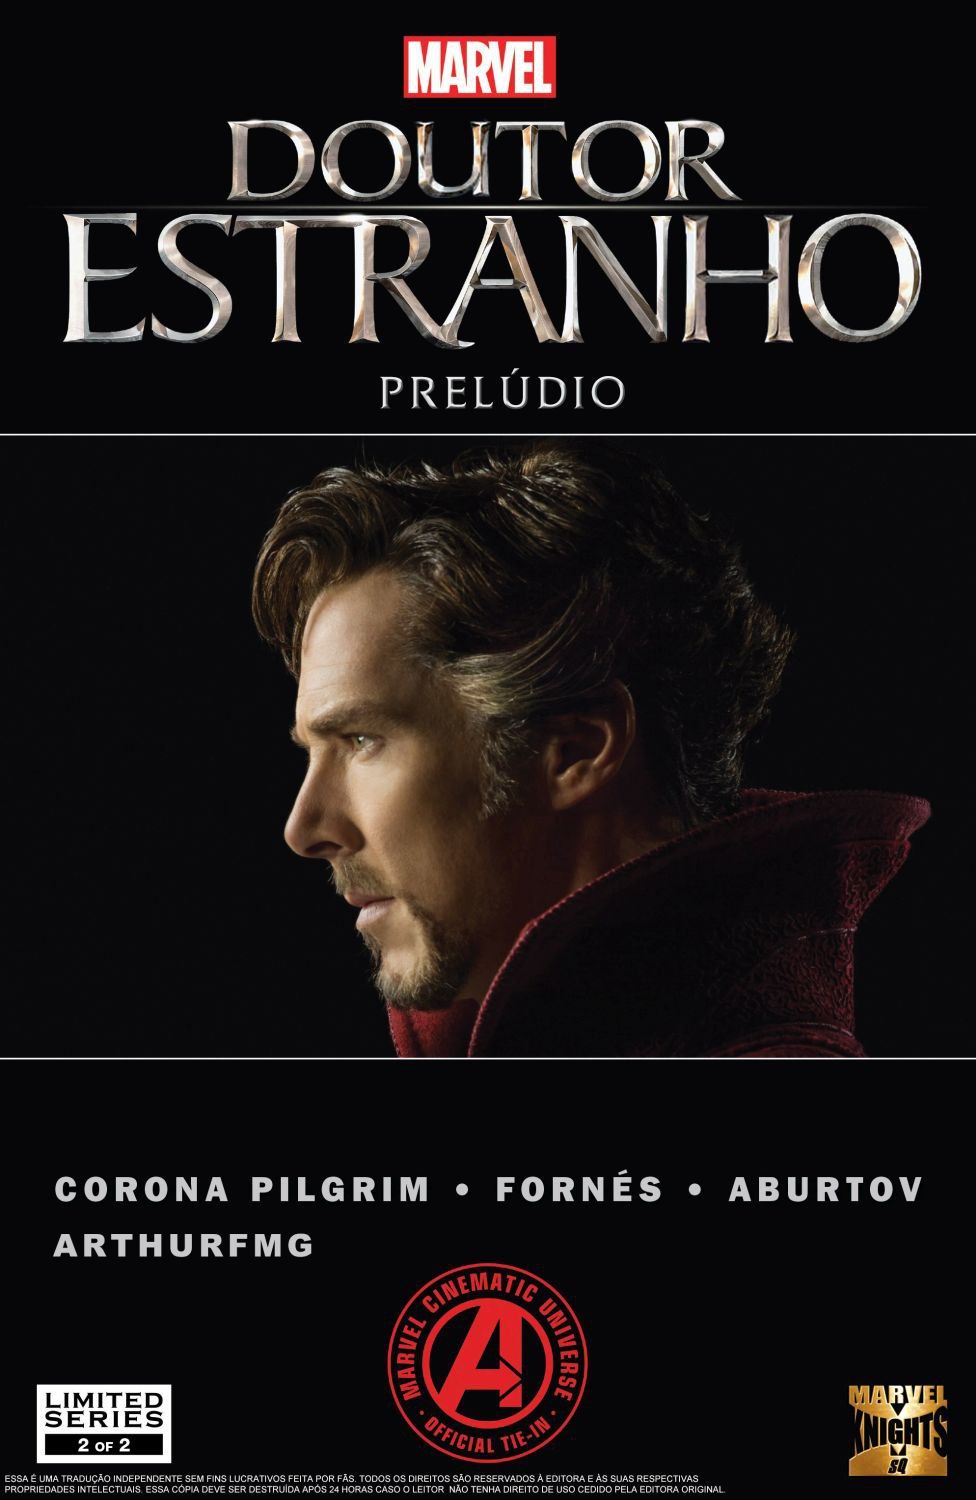 MARVEL
DOUTOR
ESTRANHO
PRELÚDIO
CORONA PILGRIM • FORNÉS • ABURTOV
ARTHURFMG
MARVEL CINEMATIC UNIVERSE
• OFFICIAL TIE-IN •
A
LIMITED
SERIES
2 OF 2
MARVEL
KNIGHTS
SQ
ESSA É UMA TRADUÇÃO INDEPENDENTE SEM FINS LUCRATIVOS FEITA POR FÃS. TODOS OS DIREITOS SÃO RESERVADOS À EDITORA E ÀS SUAS RESPECTIVAS
PROPRIEDADES INTELECTUAIS. ESSA CÓPIA DEVE SER DESTRUÍDA APÓS 24 HORAS CASO O LEITOR NÃO TENHA DIREITO DE USO CEDIDO PELA EDITORA ORIGINAL.